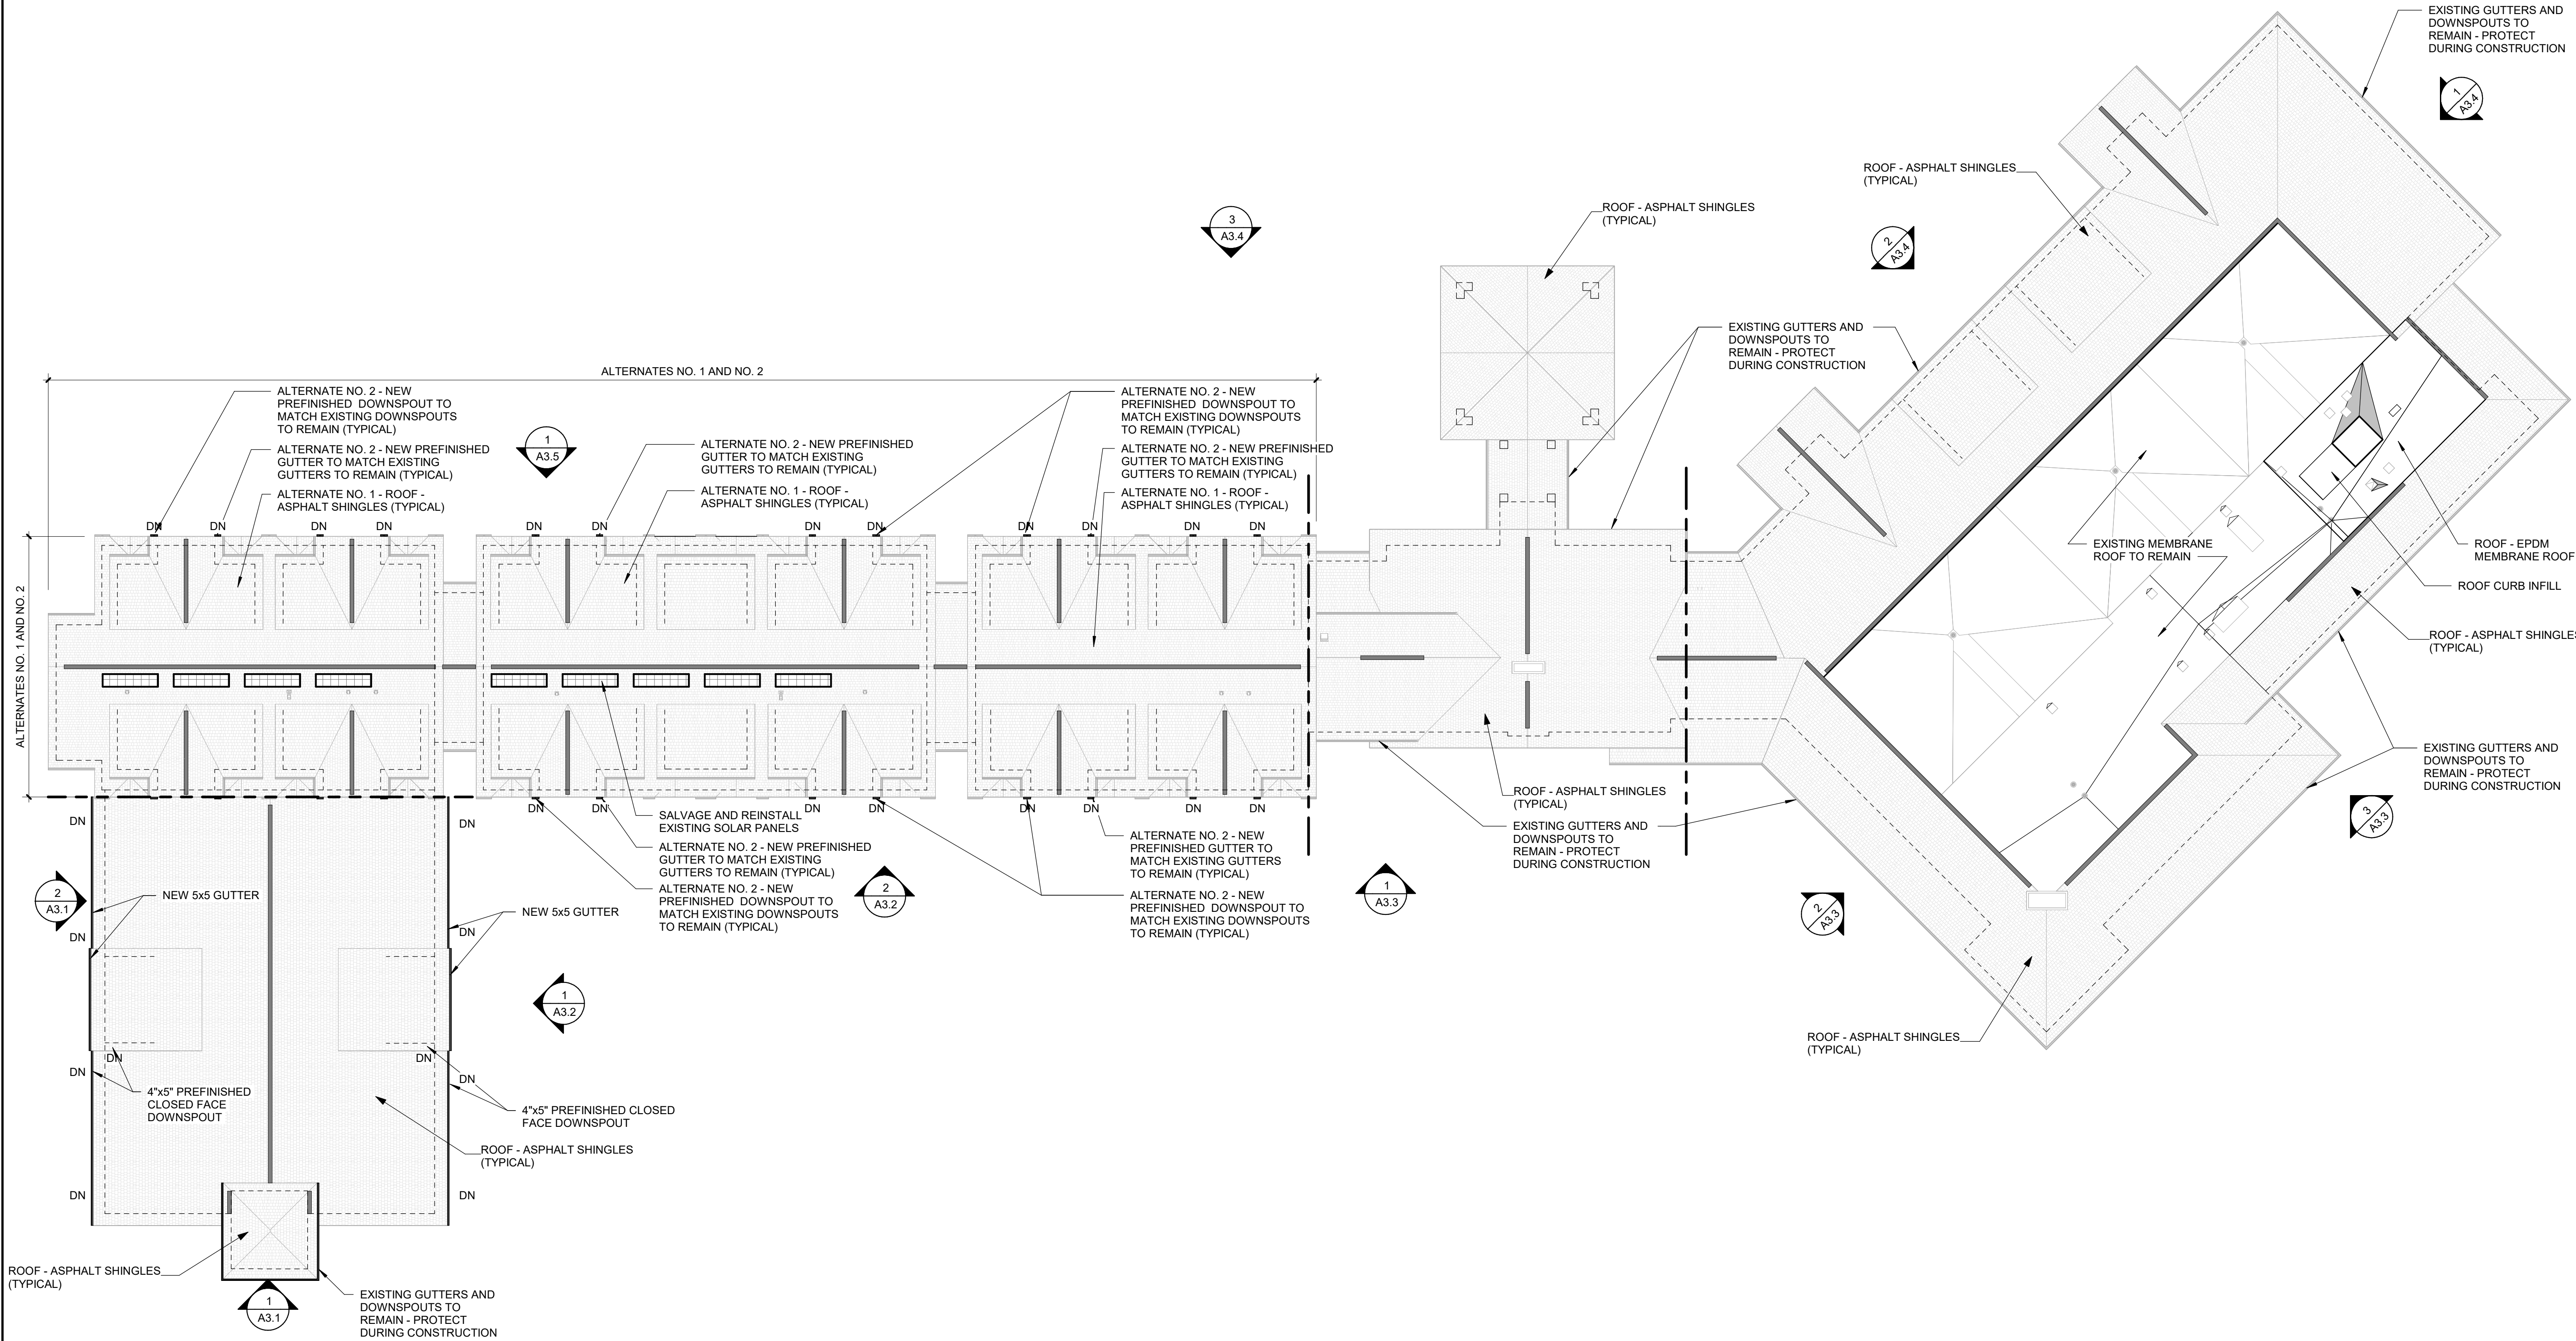 EXISTING GUTTERS AND
DOWNSPOUTS TO
REMAIN - PROTECT
DURING CONSTRUCTION
1
A3.4
ROOF - ASPHALT SHINGLES
(TYPICAL)
2
A3.4
ROOF - ASPHALT SHINGLES
(TYPICAL)
3
A3.4
EXISTING GUTTERS AND
DOWNSPOUTS TO
REMAIN - PROTECT
DURING CONSTRUCTION
ALTERNATES NO. 1 AND NO. 2
ALTERNATE NO. 2 - NEW
PREFINISHED DOWNSPOUT TO
MATCH EXISTING DOWNSPOUTS
TO REMAIN (TYPICAL)
ALTERNATE NO. 2 - NEW PREFINISHED
GUTTER TO MATCH EXISTING
GUTTERS TO REMAIN (TYPICAL)
ALTERNATE NO. 1 - ROOF -
ASPHALT SHINGLES (TYPICAL)
1
A3.5
ALTERNATE NO. 2 - NEW PREFINISHED
GUTTER TO MATCH EXISTING
GUTTERS TO REMAIN (TYPICAL)
ALTERNATE NO. 1 - ROOF -
ASPHALT SHINGLES (TYPICAL)
ALTERNATE NO. 2 - NEW
PREFINISHED DOWNSPOUT TO
MATCH EXISTING DOWNSPOUTS
TO REMAIN (TYPICAL)
ALTERNATE NO. 2 - NEW PREFINISHED
GUTTER TO MATCH EXISTING
GUTTERS TO REMAIN (TYPICAL)
ALTERNATE NO. 1 - ROOF -
ASPHALT SHINGLES (TYPICAL)
DN
DN
DN
DN
DN
DN
DN
DN
DN
DN
DN
DN
ALTERNATES NO. 1 AND NO. 2
EXISTING MEMBRANE
ROOF TO REMAIN
ROOF - EPDM
MEMBRANE ROOF
ROOF CURB INFILL
ROOF - ASPHALT SHINGLES
(TYPICAL)
EXISTING GUTTERS AND
DOWNSPOUTS TO
REMAIN - PROTECT
DURING CONSTRUCTION
3
A3.3
DN
DN
DN
DN
DN
DN
DN
DN
SALVAGE AND REINSTALL
EXISTING SOLAR PANELS
ALTERNATE NO. 2 - NEW PREFINISHED
GUTTER TO MATCH EXISTING
GUTTERS TO REMAIN (TYPICAL)
ALTERNATE NO. 2 - NEW
PREFINISHED DOWNSPOUT TO
MATCH EXISTING DOWNSPOUTS
TO REMAIN (TYPICAL)
2
A3.2
ALTERNATE NO. 2 - NEW
PREFINISHED GUTTER TO
MATCH EXISTING GUTTERS
TO REMAIN (TYPICAL)
ALTERNATE NO. 2 - NEW
PREFINISHED DOWNSPOUT TO
MATCH EXISTING DOWNSPOUTS
TO REMAIN (TYPICAL)
1
A3.3
ROOF - ASPHALT SHINGLES
(TYPICAL)
EXISTING GUTTERS AND
DOWNSPOUTS TO
REMAIN - PROTECT
DURING CONSTRUCTION
2
A3.3
ROOF - ASPHALT SHINGLES
(TYPICAL)
DN
DN
2
A3.1
NEW 5x5 GUTTER
NEW 5x5 GUTTER
DN
DN
1
A3.2
DN
DN
DN
DN
4"x5" PREFINISHED
CLOSED FACE
DOWNSPOUT
4"x5" PREFINISHED CLOSED
FACE DOWNSPOUT
ROOF - ASPHALT SHINGLES
(TYPICAL)
DN
DN
ROOF - ASPHALT SHINGLES
(TYPICAL)
1
A3.1
EXISTING GUTTERS AND
DOWNSPOUTS TO
REMAIN - PROTECT
DURING CONSTRUCTION